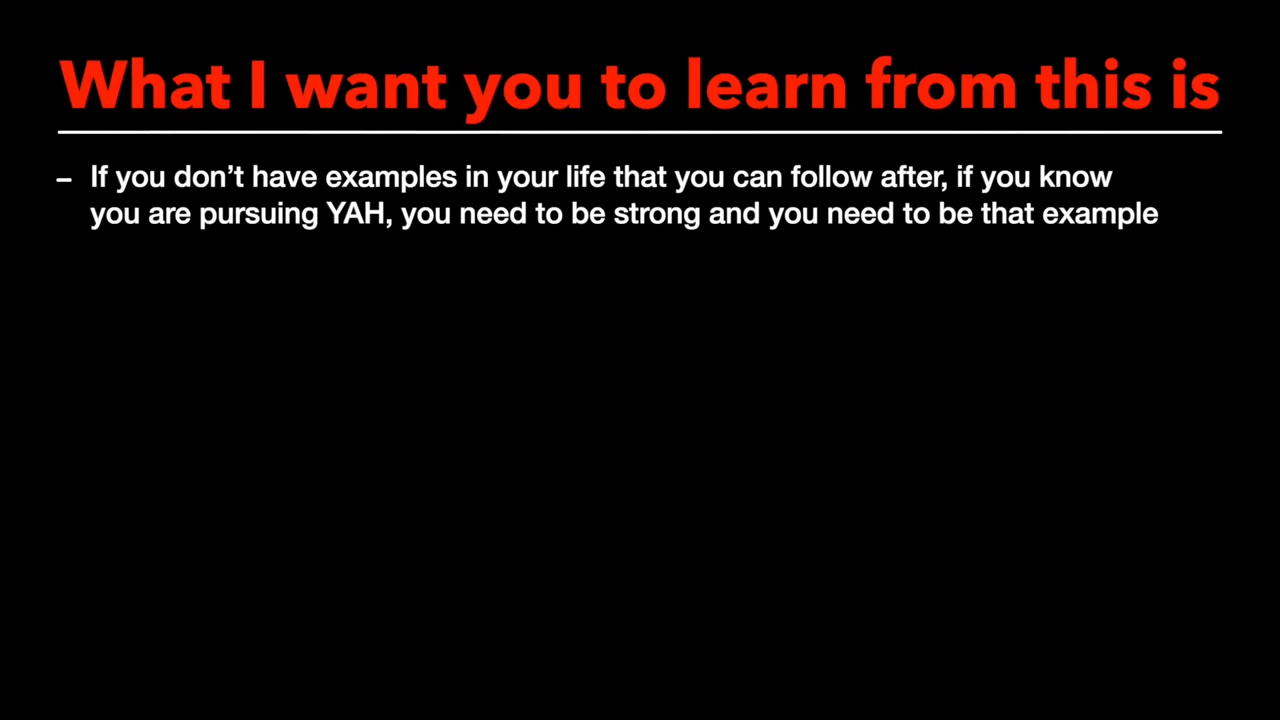 What I want you to learn from this is
– If you don’t have examples in your life that you can follow after, if you know
you are pursuing YAH, you need to be strong and you need to be that example